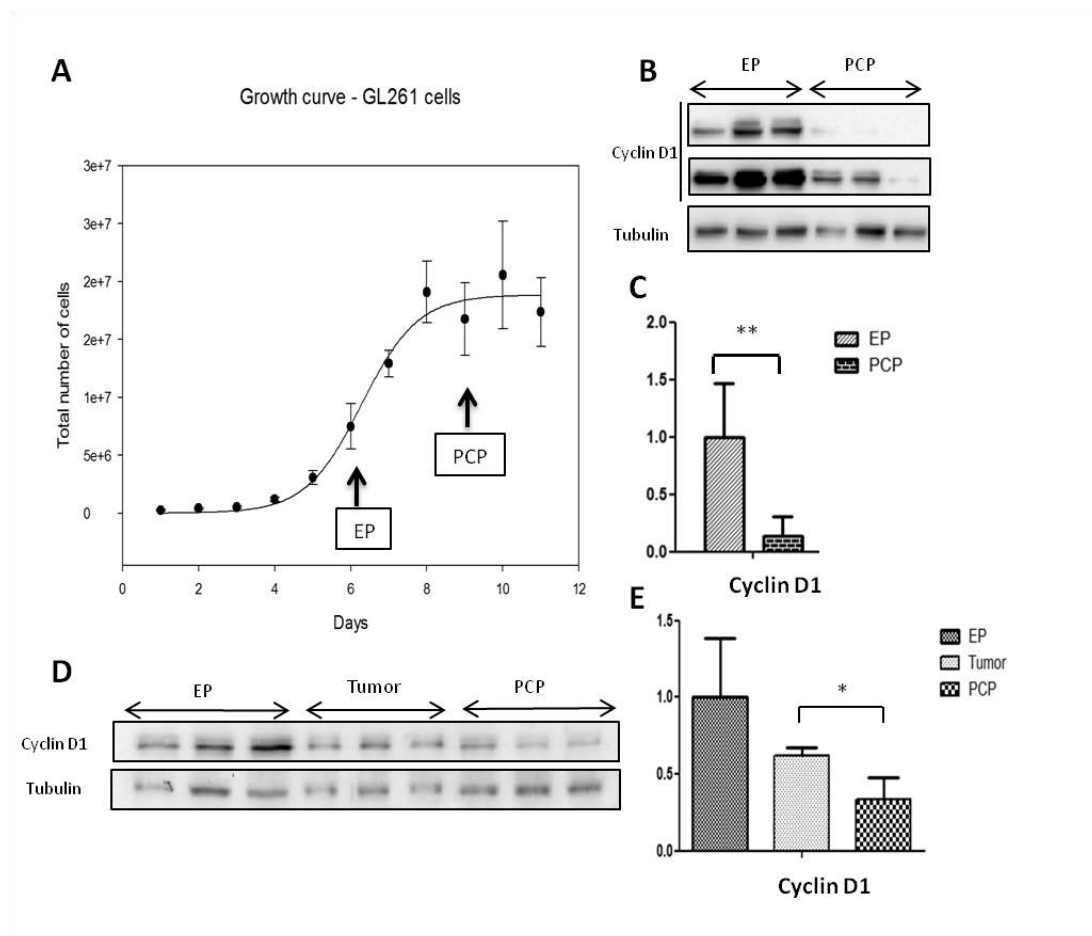 A
Growth curve - GL261 cells
Total number of cells
3e+7
3e+7
2e+7
2e+7
1e+7
5e+6
0
EP
PCP
0 2 4 6 8 10 12
Days
B
EP PCP
Cyclin D1
Tubulin
C
2.0
1.5
1.0
0.5
0.0
**
EP
PCP
Cyclin D1
D
EP Tumor PCP
Cyclin D1
Tubulin
E
1.5
1.0
0.5
0.0
*
EP
Tumor
PCP
Cyclin D1